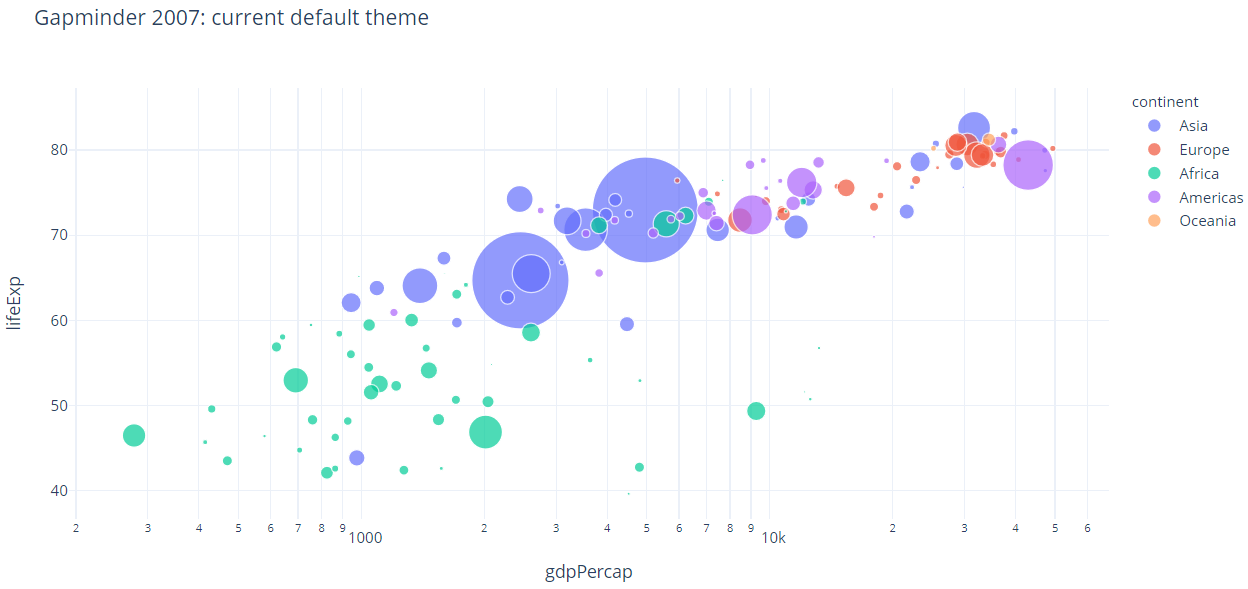 Gapminder 2007: current default theme
continent
Asia
Europe
Africa
Americas
Oceania
lifeExp
80
70
60
50
40
2 3 4 5 6 7 8 9 1000 2 3 4 5 6 7 8 9 10k 2 3 4 5 6
gdpPercap